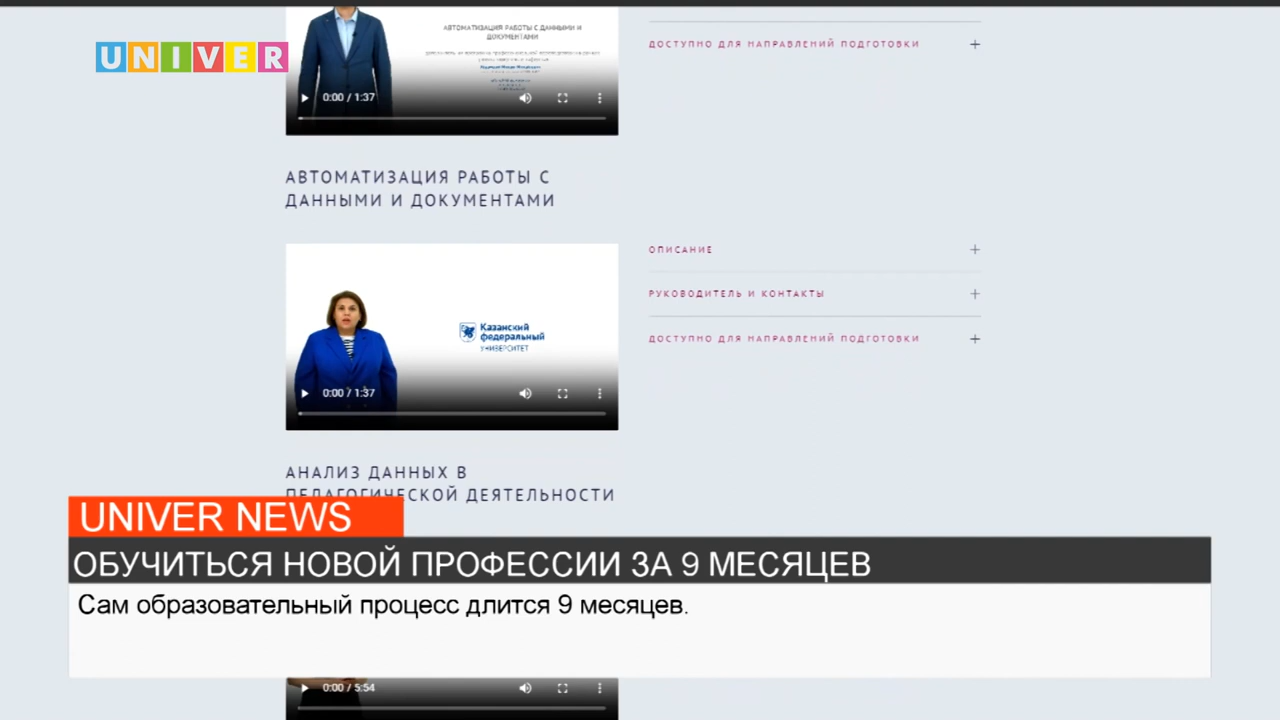 UNIVER
АВТОМАТИЗАЦИЯ РАБОТЫ С ДАННЫМИ И
ДОКУМЕНТАМИ
0:00 / 1:37
ДОСТУПНО ДЛЯ НАПРАВЛЕНИЙ ПОДГОТОВКИ
АВТОМАТИЗАЦИЯ РАБОТЫ С
ДАННЫМИ И ДОКУМЕНТАМИ
Казанский
федеральный
УНИВЕРСИТЕТ
0:00 / 1:37
ОПИСАНИЕ
РУКОВОДИТЕЛЬ И КОНТАКТЫ
ДОСТУПНО ДЛЯ НАПРАВЛЕНИЙ ПОДГОТОВКИ
АНАЛИЗ ДАННЫХ В
ПЕДАГОГИЧЕСКОЙ ДЕЯТЕЛЬНОСТИ
UNIVER NEWS
ОБУЧИТЬСЯ НОВОЙ ПРОФЕССИИ ЗА 9 МЕСЯЦЕВ
Сам образовательный процесс длится 9 месяцев.
0:00 / 5:54